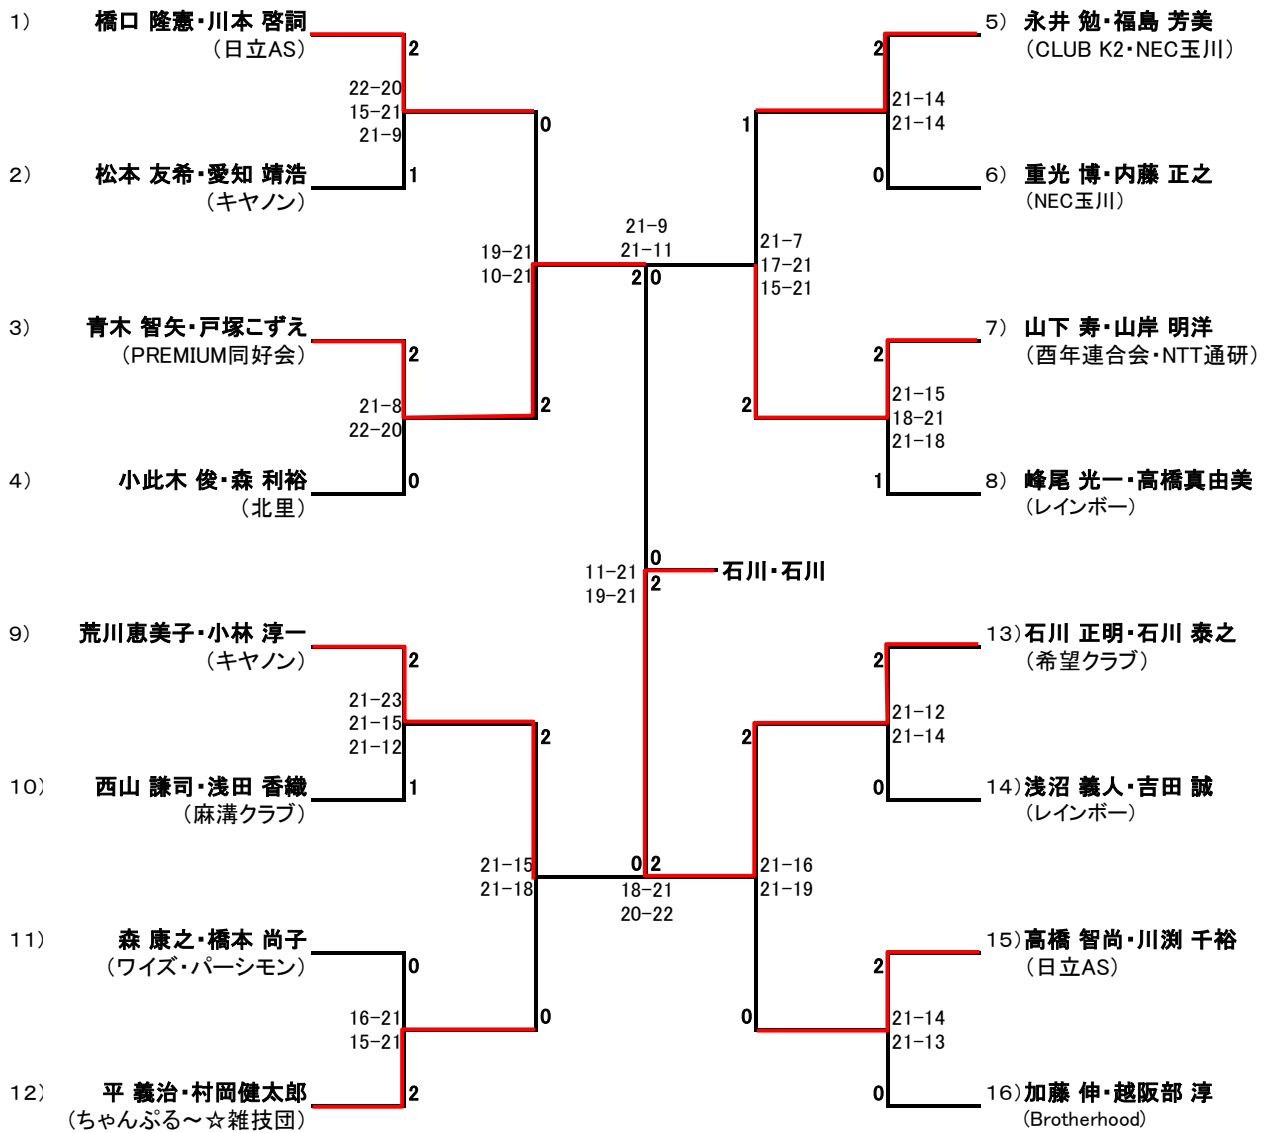 1) 橋口 隆憲・川本 啓詞
(日立AS)
2
22-20
15-21
21-9
0
2) 松本 友希・愛知 靖浩
(キヤノン)
1
19-21
10-21
3) 青木 智矢・戸塚こずえ
(PREMIUM同好会)
2
21-8
22-20
2
4) 小此木 俊・森 利裕
(北里)
0
5) 永井 勉・福島 芳美
(CLUB K2・NEC玉川)
2
21-14
21-14
1
6) 重光 博・内藤 正之
(NEC玉川)
0
21-9
21-11
2 0
21-7
17-21
15-21
7) 山下 寿・山岸 明洋
(酉年連合会・NTT通研)
2
21-15
18-21
21-18
2
8) 峰尾 光一・高橋真由美
(レインボー)
1
0
11-21
19-21
2
石川・石川
9) 荒川恵美子・小林 淳一
(キヤノン)
2
21-23
21-15
21-12
2
10) 西山 謙司・浅田 香織
(麻溝クラブ)
1
21-15
21-18
11) 森 康之・橋本 尚子
(ワイズ・パーシモン)
0
16-21
15-21
0
12) 平 義治・村岡健太郎
(ちゃんぷる～☆雑技団)
2
0 2
18-21
20-22
13) 石川 正明・石川 泰之
(希望クラブ)
2
21-12
21-14
2
14) 浅沼 義人・吉田 誠
(レインボー)
0
21-16
21-19
15) 高橋 智尚・川渕 千裕
(日立AS)
2
21-14
21-13
0
16) 加藤 伸・越阪部 淳
(Brotherhood)
0